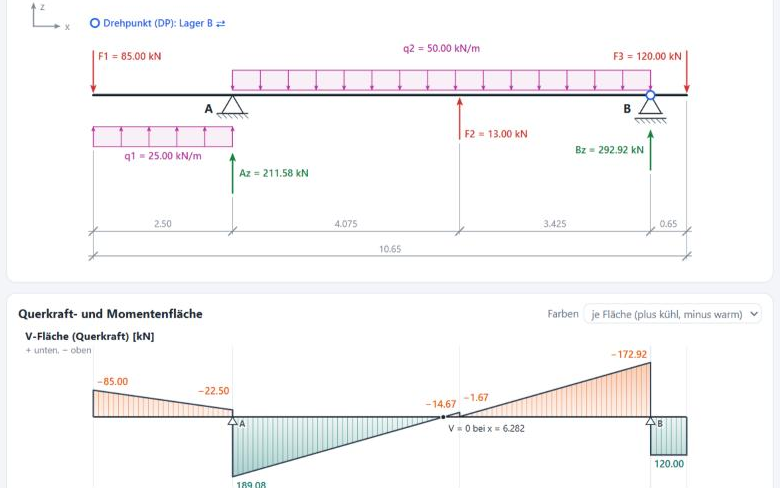 z
x
Drehpunkt (DP): Lager B ⇄
q2 = 50.00 kN/m
F1 = 85.00 kN
F3 = 120.00 kN
A
B
F2 = 13.00 kN
q1 = 25.00 kN/m
Bz = 292.92 kN
Az = 211.58 kN
2.50
4.075
3.425
0.65
10.65
Querkraft- und Momentenfläche
Farben
je Fläche (plus kühl, minus warm)
V-Fläche (Querkraft) [kN]
+ unten, − oben
−172.92
−85.00
−22.50
−14.67
−1.67
A
V = 0 bei x = 6.282
B
120.00
189.08